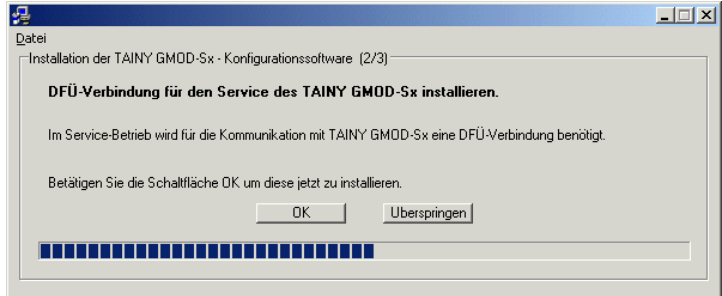 Datei
Installation der TAINY GMOD-Sx - Konfigurationssoftware (2/3)
DFÜ-Verbindung für den Service des TAINY GMOD-Sx installieren.
Im Service-Betrieb wird für die Kommunikation mit TAINY GMOD-Sx eine DFÜ-Verbindung benötigt.
Betätigen Sie die Schaltfläche OK um diese jetzt zu installieren.
OK Überspringen